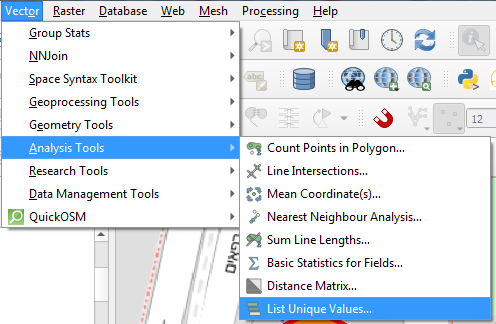 Vector Raster Database Web Mesh Processing Help
Group Stats
NNJoin
Space Syntax Toolkit
Geoprocessing Tools
Geometry Tools
Analysis Tools
Research Tools
Data Management Tools
QuickOSM
abc
12
Count Points in Polygon...
Line Intersections...
Mean Coordinate(s)...
Nearest Neighbour Analysis...
Sum Line Lengths...
Basic Statistics for Fields...
Distance Matrix...
List Unique Values...